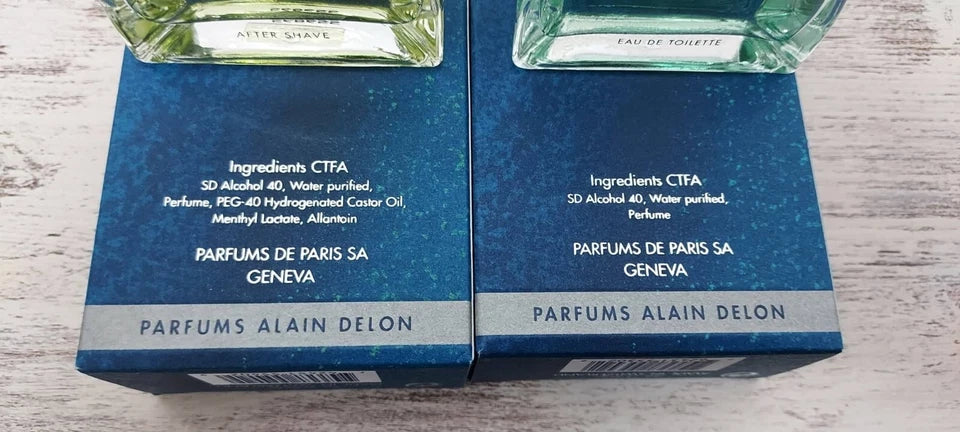 AFTER SHAVE
Ingredients CTFA
SD Alcohol 40, Water purified,
Perfume, PEG-40 Hydrogenated Castor Oil,
Menthyl Lactate, Allantoin
PARFUMS DE PARIS SA
GENEVA
PARFUMS ALAIN DELON
EAU DE TOILETTE
Ingredients CTFA
SD Alcohol 40, Water purified,
Perfume
PARFUMS DE PARIS SA
GENEVA
PARFUMS ALAIN DELON